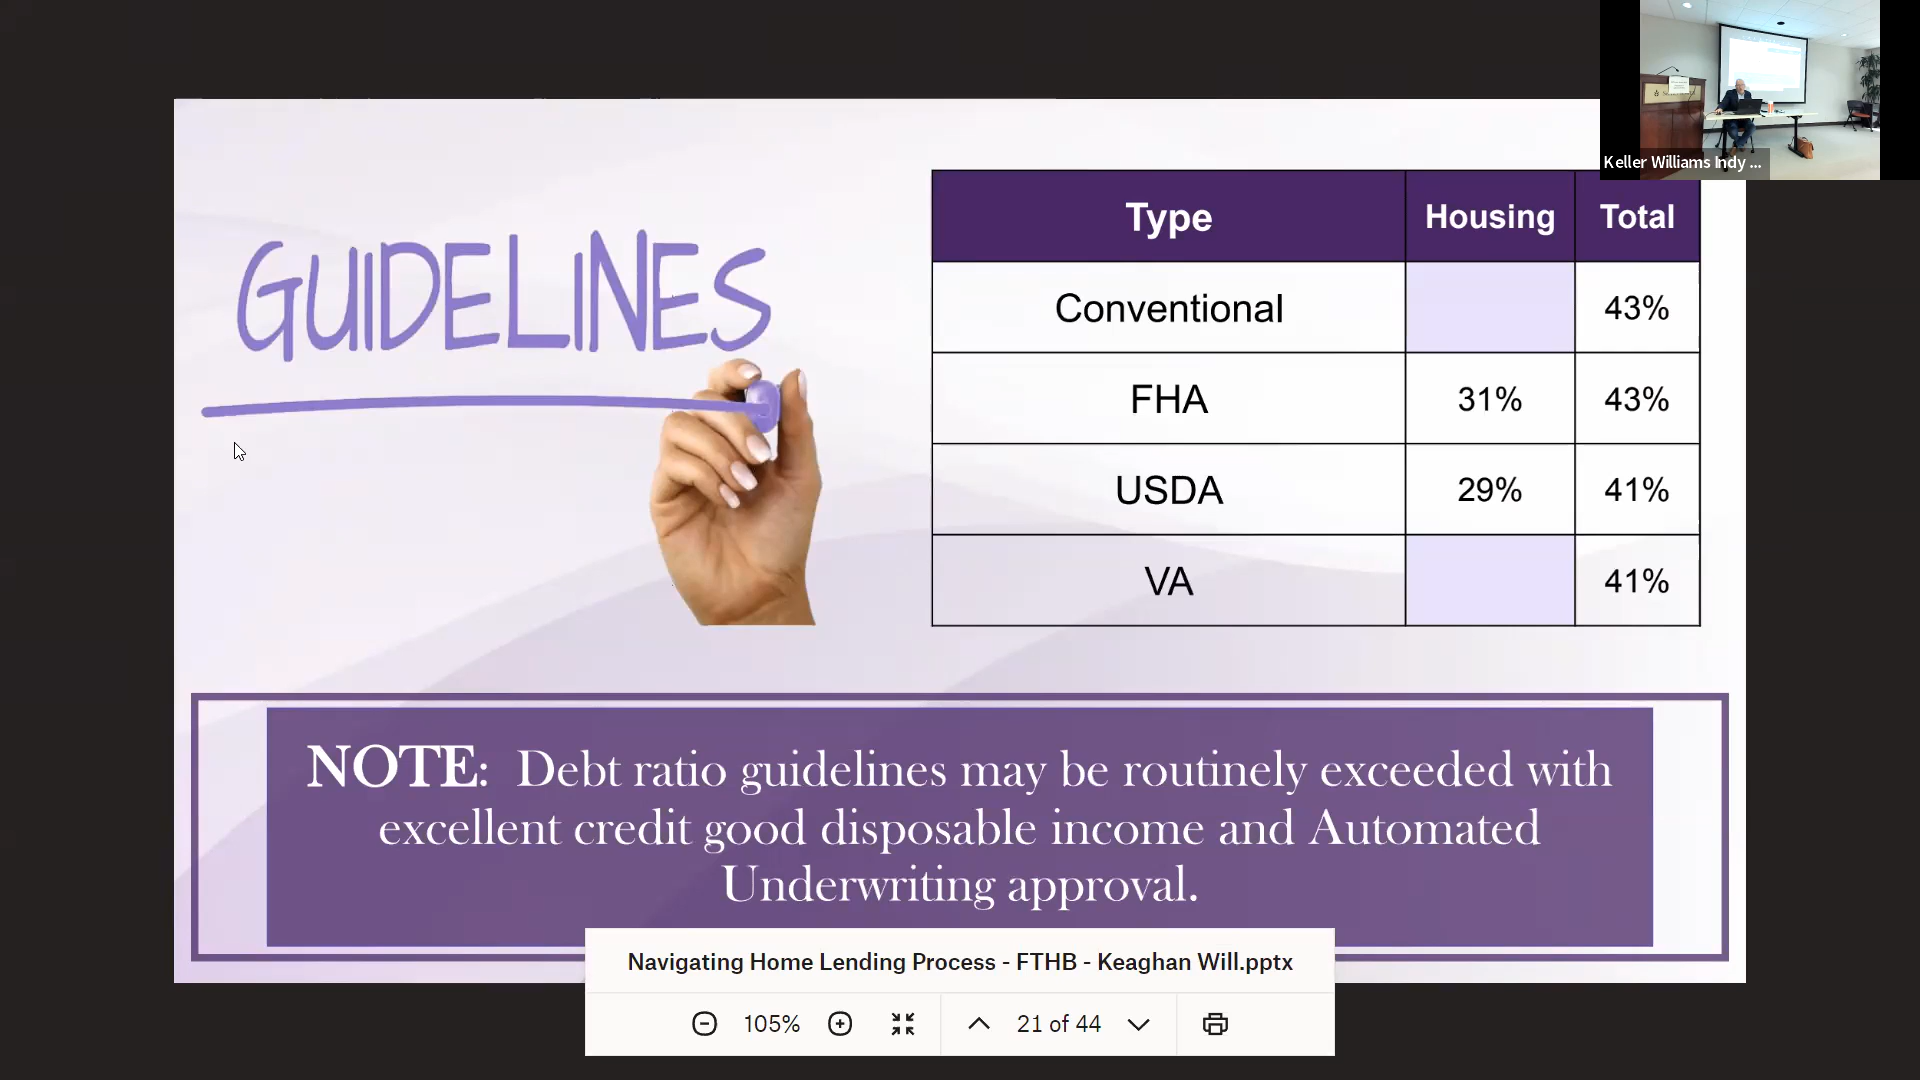 Keller Williams Indy ...
GUIDELINES
Type Housing Total
Conventional 43%
FHA 31% 43%
USDA 29% 41%
VA 41%
NOTE: Debt ratio guidelines may be routinely exceeded with
excellent credit good disposable income and Automated
Underwriting approval.
Navigating Home Lending Process - FTHB - Keaghan Will.pptx
105% 21 of 44